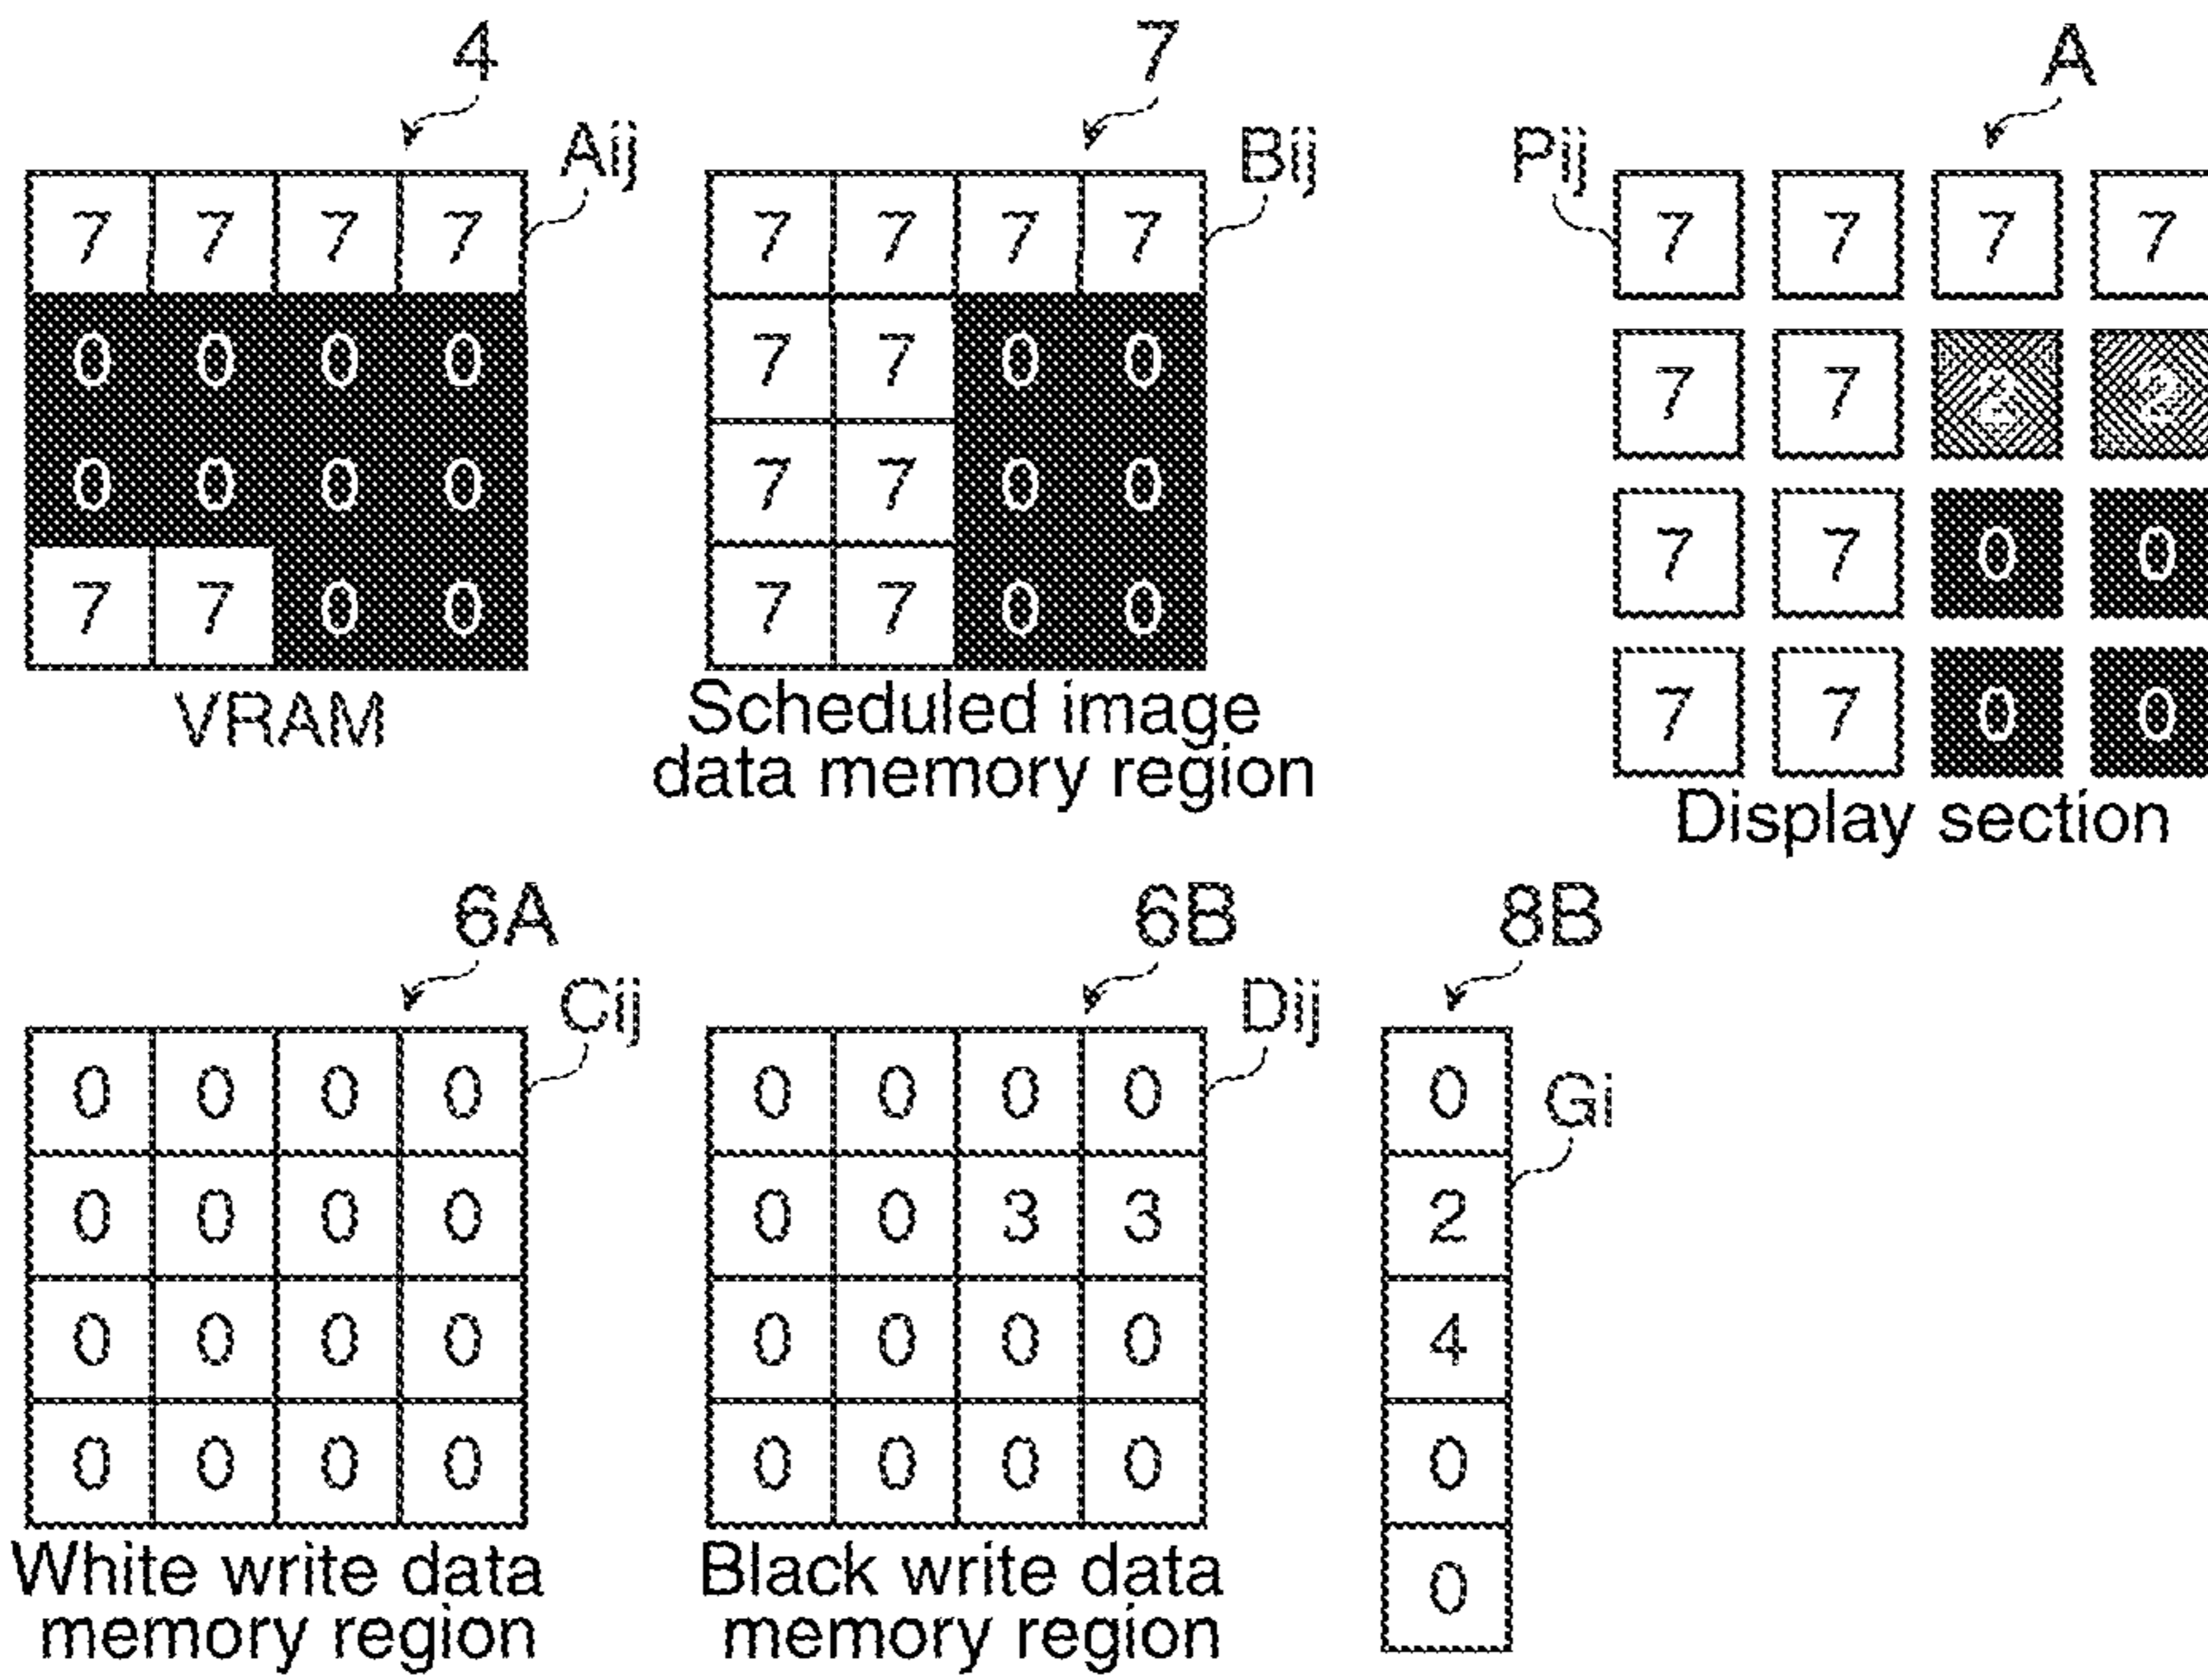 4
Aij
7 7 7 7
0 0 0 0
0 0 0 0
7 7 0 0
VRAM
7
Bij
7 7 7 7
7 7 0 0
7 7 0 0
7 7 0 0
Scheduled image
data memory region
A
Pij
7 7 7 7
7 7 2 2
7 7 0 0
7 7 0 0
Display section
6A
Cij
0 0 0 0
0 0 0 0
0 0 0 0
0 0 0 0
White write data
memory region
6B
Dij
0 0 0 0
0 0 3 3
0 0 0 0
0 0 0 0
Black write data
memory region
8B
Gi
0
2
4
0
0